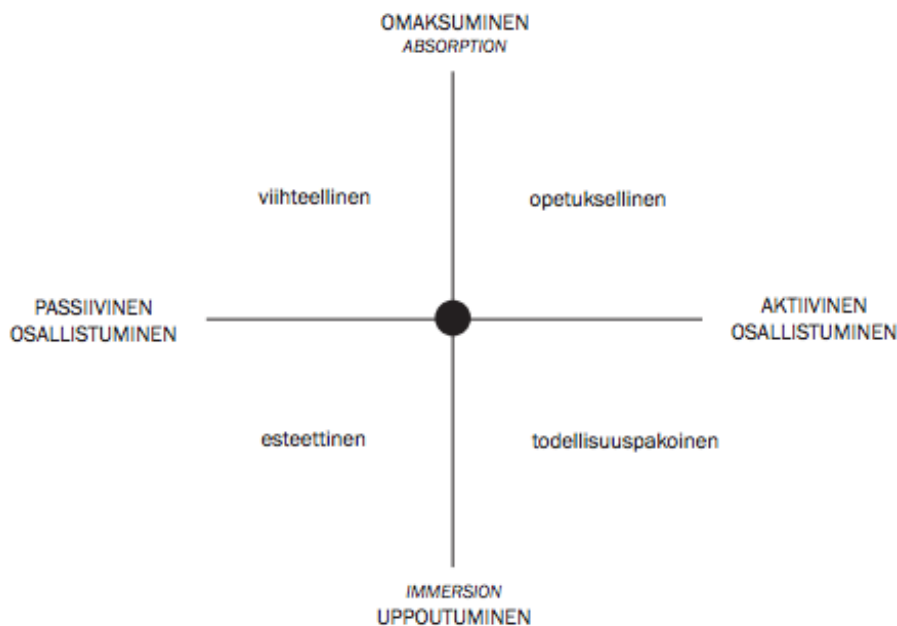 OMAKSUMINEN
ABSORPTION
viihteellinen
opetuksellinen
PASSIIVINEN
OSALLISTUMINEN
AKTIIVINEN
OSALLISTUMINEN
esteettinen
todellisuuspakoinen
IMMERSION
UPPOUTUMINEN